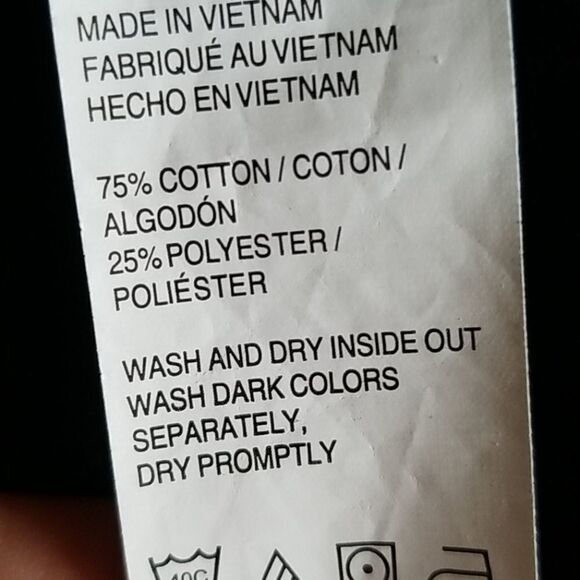 MADE IN VIETNAM
FABRIQUÉ AU VIETNAM
HECHO EN VIETNAM
75% COTTON / COTON /
ALGODÓN
25% POLYESTER /
POLIÉSTER
WASH AND DRY INSIDE OUT
WASH DARK COLORS
SEPARATELY,
DRY PROMPTLY
40C